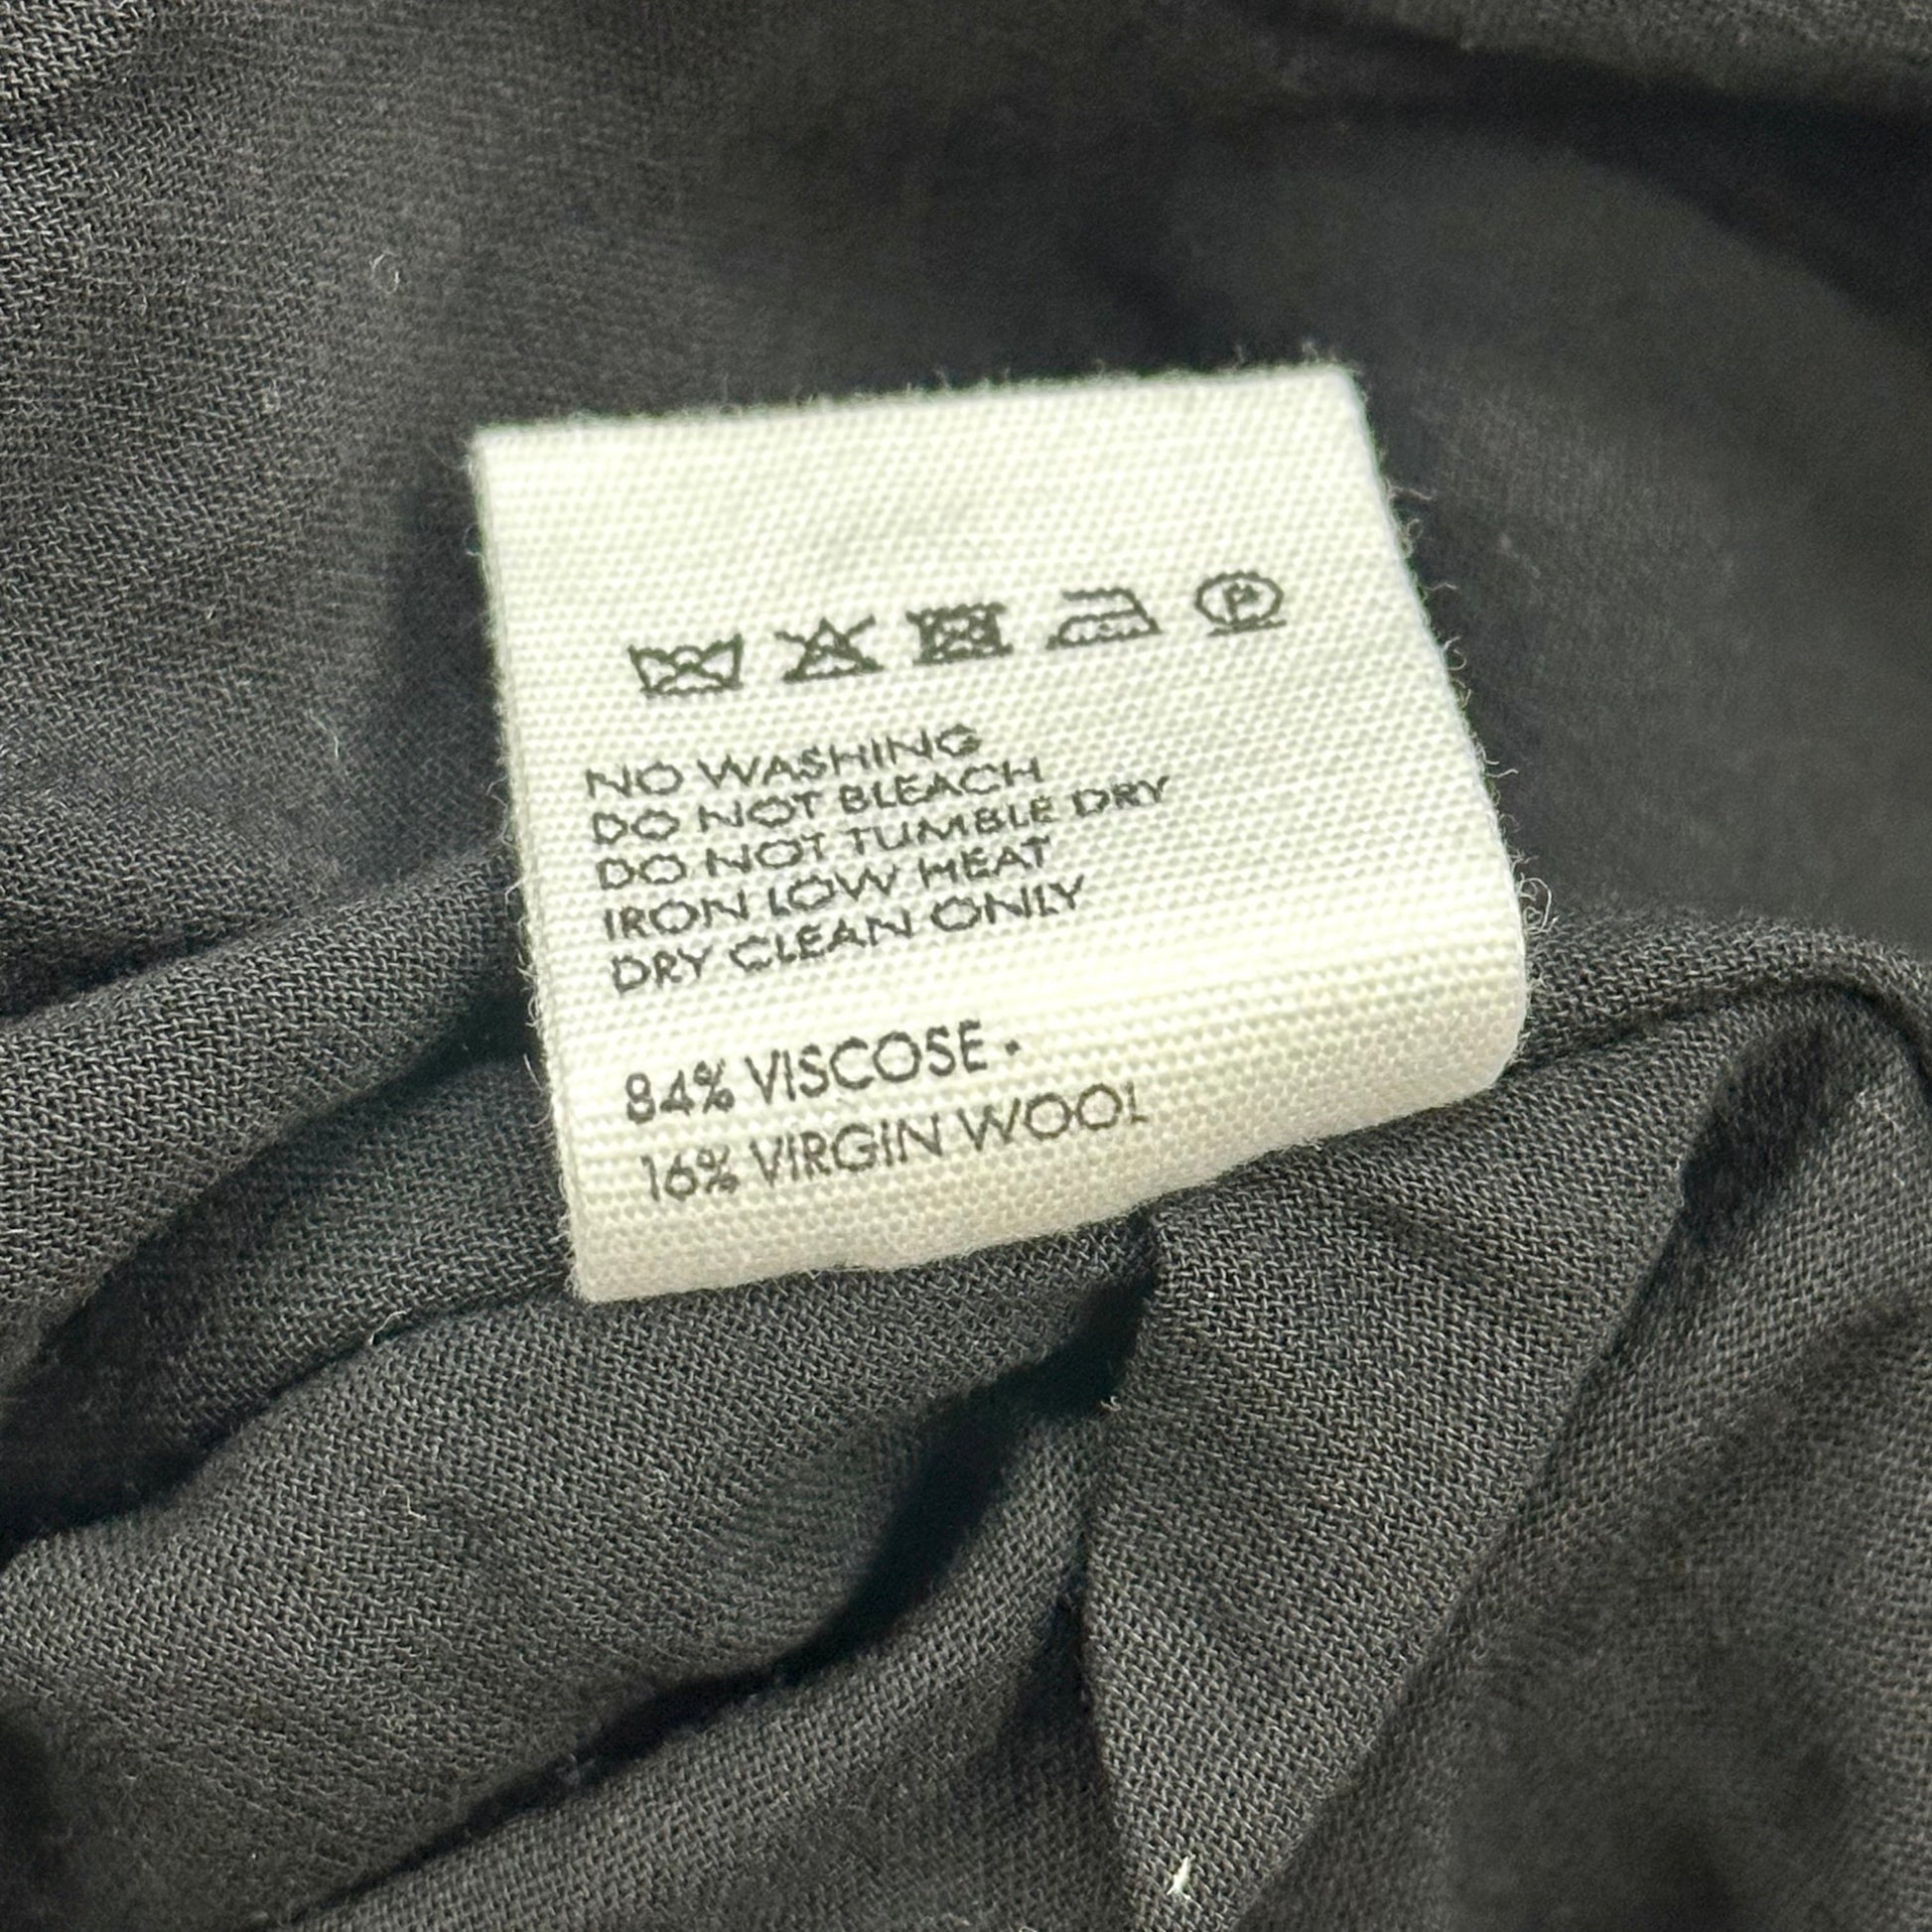 P
NO WASHING
DO NOT BLEACH
DO NOT TUMBLE DRY
IRON LOW HEAT
DRY CLEAN ONLY
84% VISCOSE.
16% VIRGIN WOOL